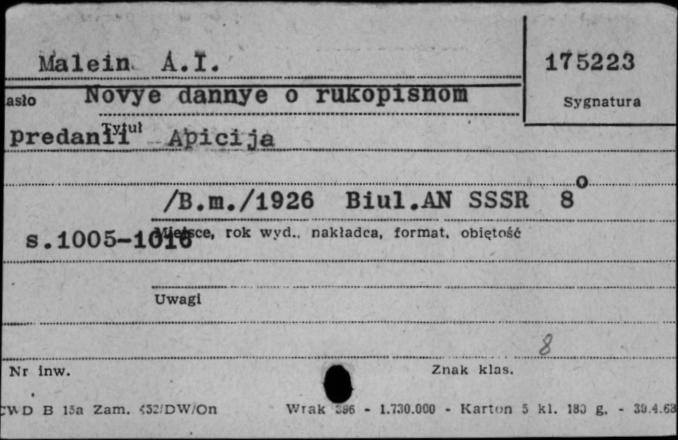 Malein A.I.
175223
asło Novye dannye o rukopisnom
Sygnatura
Tytuł
predanii Apicija
/B.m./1926 Biul.AN SSSR 8°
s.1005-1016
Miejsce, rok wyd., nakładca, format, objętość
Uwagi
8
Nr inw.
Znak klas.
CWD B 15a Zam. 452/DW/On Wrak 396 - 1.730.000 - Karton 5 kl. 180 g. - 30.4.63